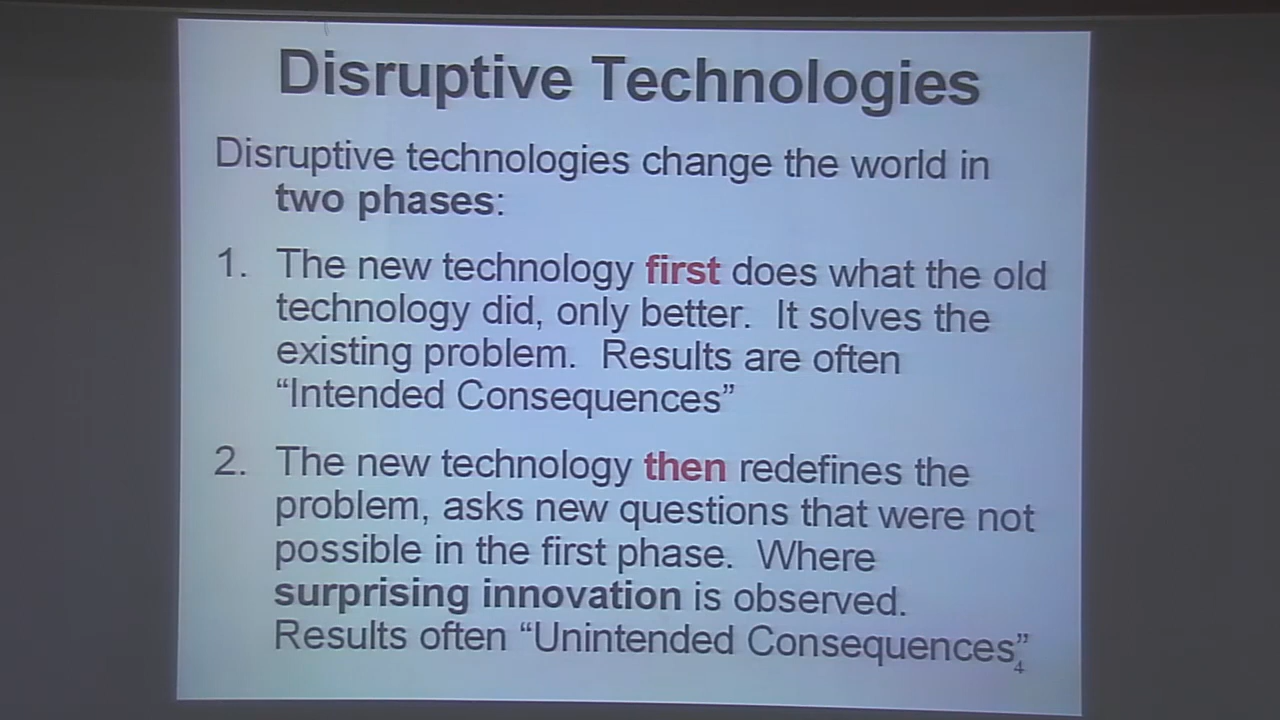 Disruptive Technologies
Disruptive technologies change the world in
two phases:
1. The new technology first does what the old
technology did, only better. It solves the
existing problem. Results are often
“Intended Consequences”
2. The new technology then redefines the
problem, asks new questions that were not
possible in the first phase. Where
surprising innovation is observed.
Results often “Unintended Consequences”
4